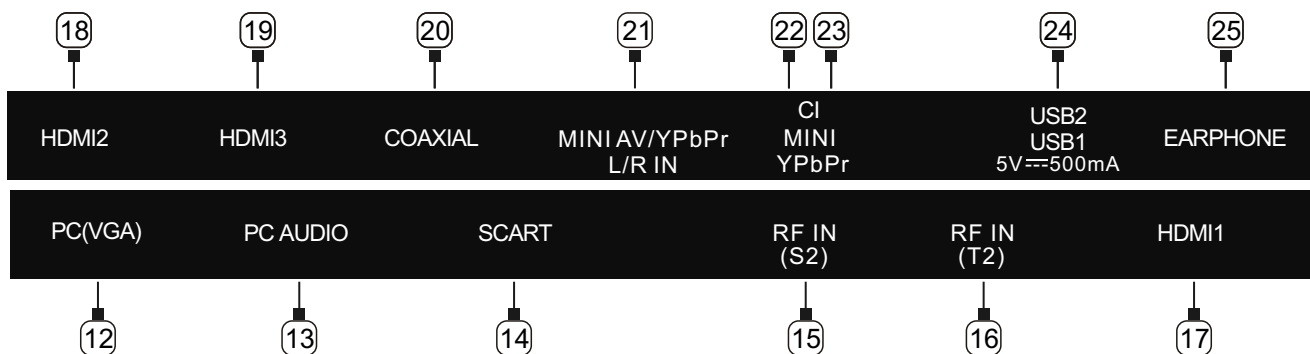 18 19 20 21 22 23 24 25
HDMI2 HDMI3 COAXIAL MINI AV/YPbPr L/R IN CI MINI YPbPr USB2 USB1 5V⎓500mA EARPHONE
PC(VGA) PC AUDIO SCART RF IN (S2) RF IN (T2) HDMI1
12 13 14 15 16 17